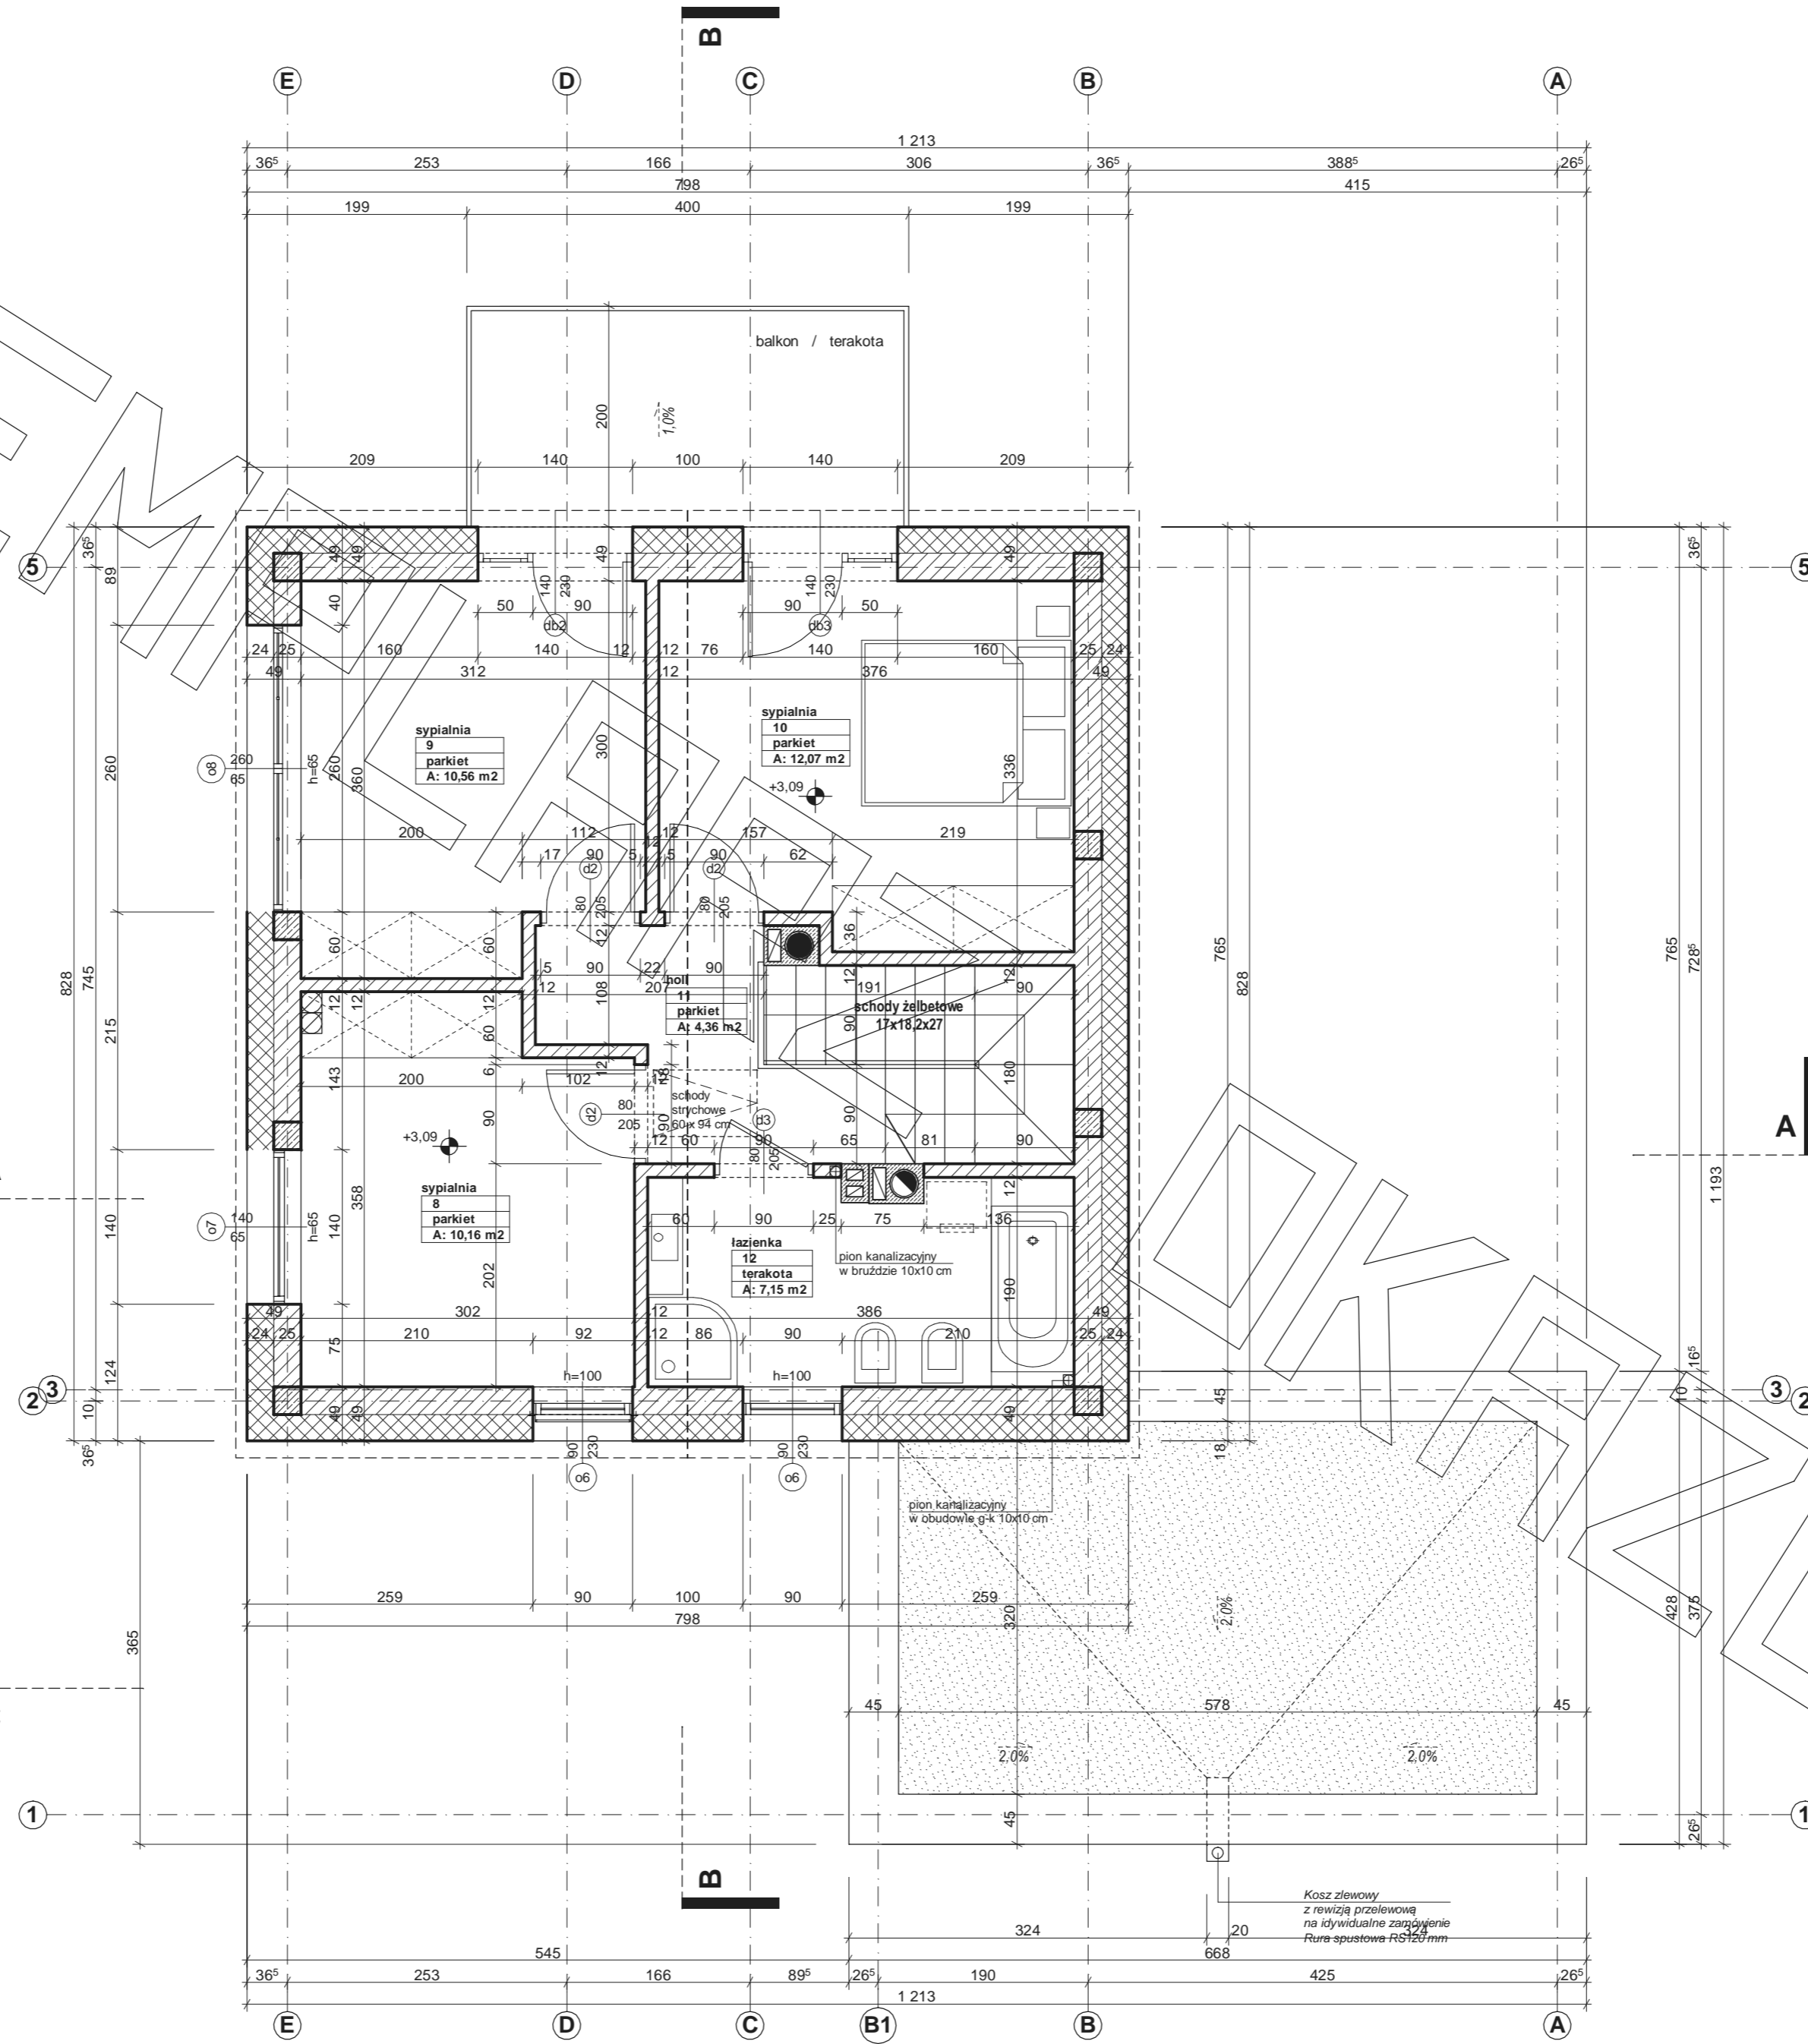 B
E D C B A
1 213
36⁵ 253 166 306 36⁵ 388⁵ 26⁵
798 415
199 400 199
balkon / terakota
200
1,0%
209 140 100 140 209
5 5
36⁵ 89 49 49 49 49 36⁵
40
140 230 140 230
50 90 90 50
db2 db3
24 25 160 140 12 12 76 140 160 25 24
49 312 12 376 49
sypialnia
9
parkiet
A: 10,56 m2
sypialnia
10
parkiet
A: 12,07 m2
+3,09
o8 260
65
h=65
260 260 360 300 336
200 112 12 12 157 219
17 90 5 5 90 62
d2 d2
80 205 80 205
60 60 12 36
828 745 765 828 765 728⁵
5 90 22 90
12 207 191 90
holl
11
parkiet
A: 4,36 m2
schody żelbetowe
17x18,2x27
12 12 12 108 12 12
215 60 90 180
143 6 12 18
200 102 12
schody
strychowe
60 x 94 cm
d2 80
205
d3
80 205
90 90 90
12 60 90 65 81 90
+3,09
A
1 193
sypialnia
8
parkiet
A: 10,16 m2
o7 140
65
h=65
140 140 358 202 190 12
60 90 25 75 136
łazienka
12
terakota
A: 7,15 m2
pion kanalizacyjny
w bruździe 10x10 cm
49 302 12 386 49
24 25 210 92 12 86 90 210 25 24
124 75
h=100 h=100
16⁵ 45 10
2 3 3 2
10 49 49 49
36⁵ 18
90 230 90 230
o6 o6
pion kanalizacyjny
w obudowie g-k 10x10 cm
259 90 100 90 259
798
365 320 428 375
2,0%
45 578 45
2,0% 2,0%
1 1
45 26⁵
B
Kosz zlewowy
z rewizją przelewową
na idywidualne zamówienie
Rura spustowa RS120 mm
324 20 324
545 668
36⁵ 253 166 89⁵ 26⁵ 190 425 26⁵
1 213
E D C B1 B A